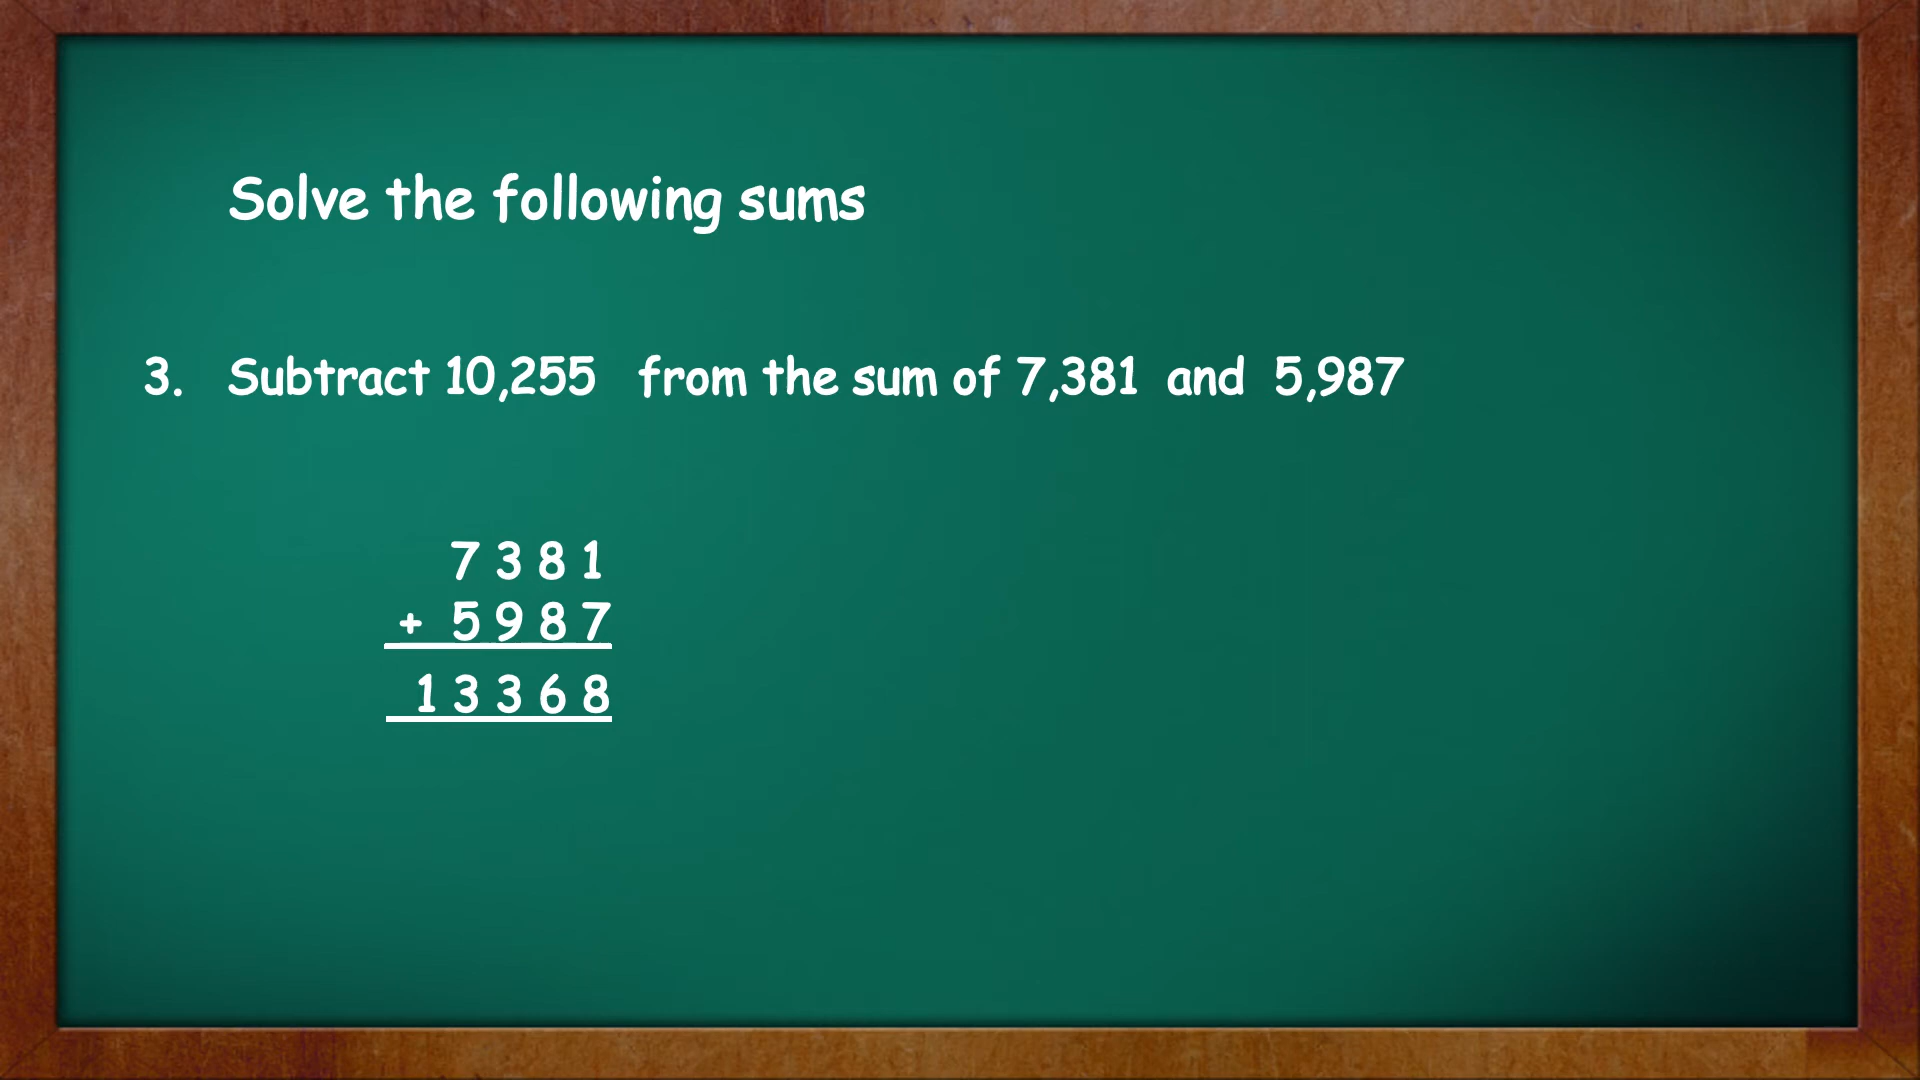 Solve the following sums
3. Subtract 10,255 from the sum of 7,381 and 5,987
7 3 8 1
+ 5 9 8 7
1 3 3 6 8